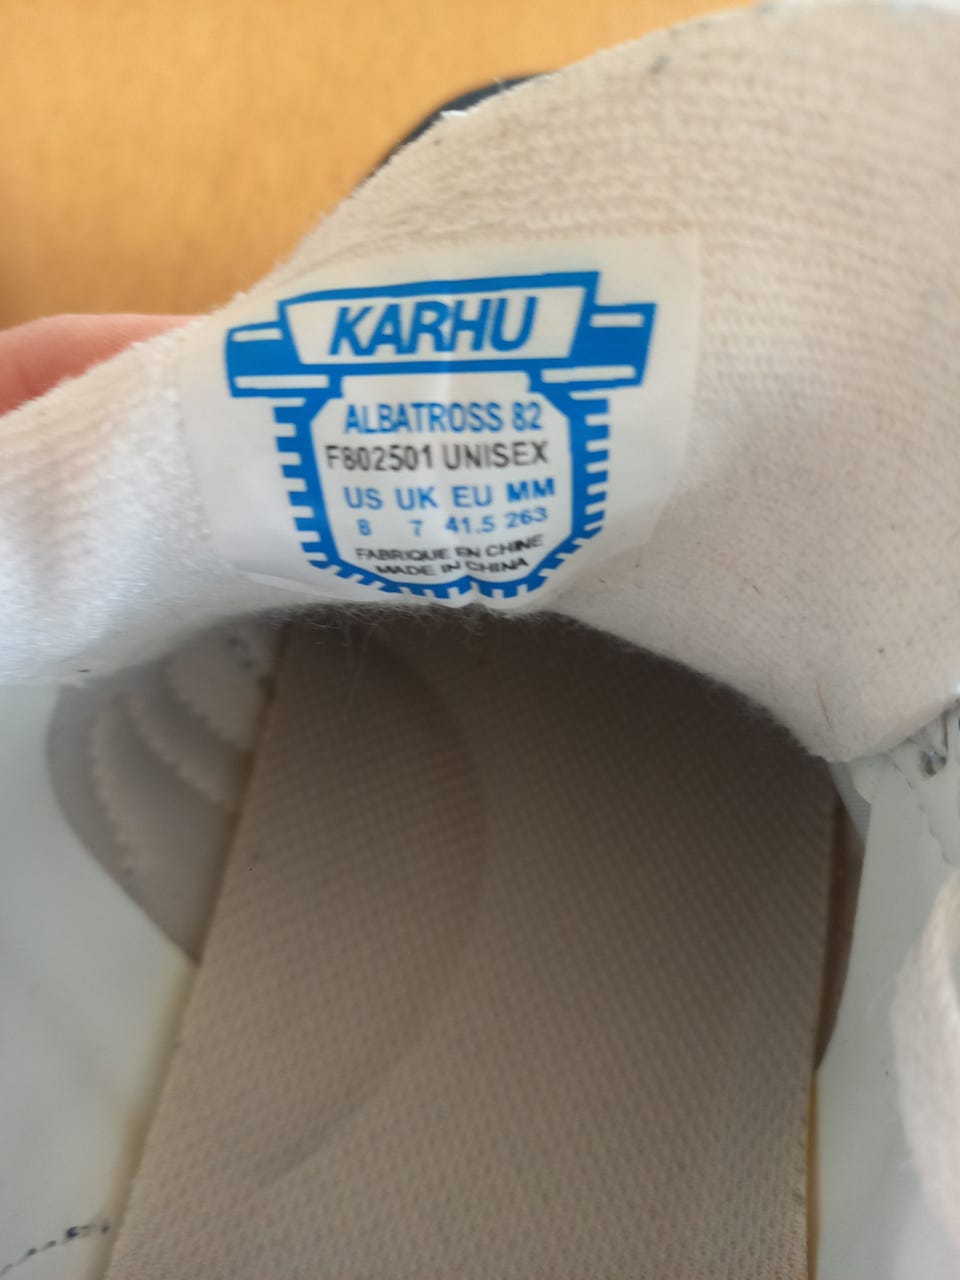 KARHU
ALBATROSS 82
F802501 UNISEX
US UK EU MM
8 7 41.5 263
FABRIQUE EN CHINE
MADE IN CHINA